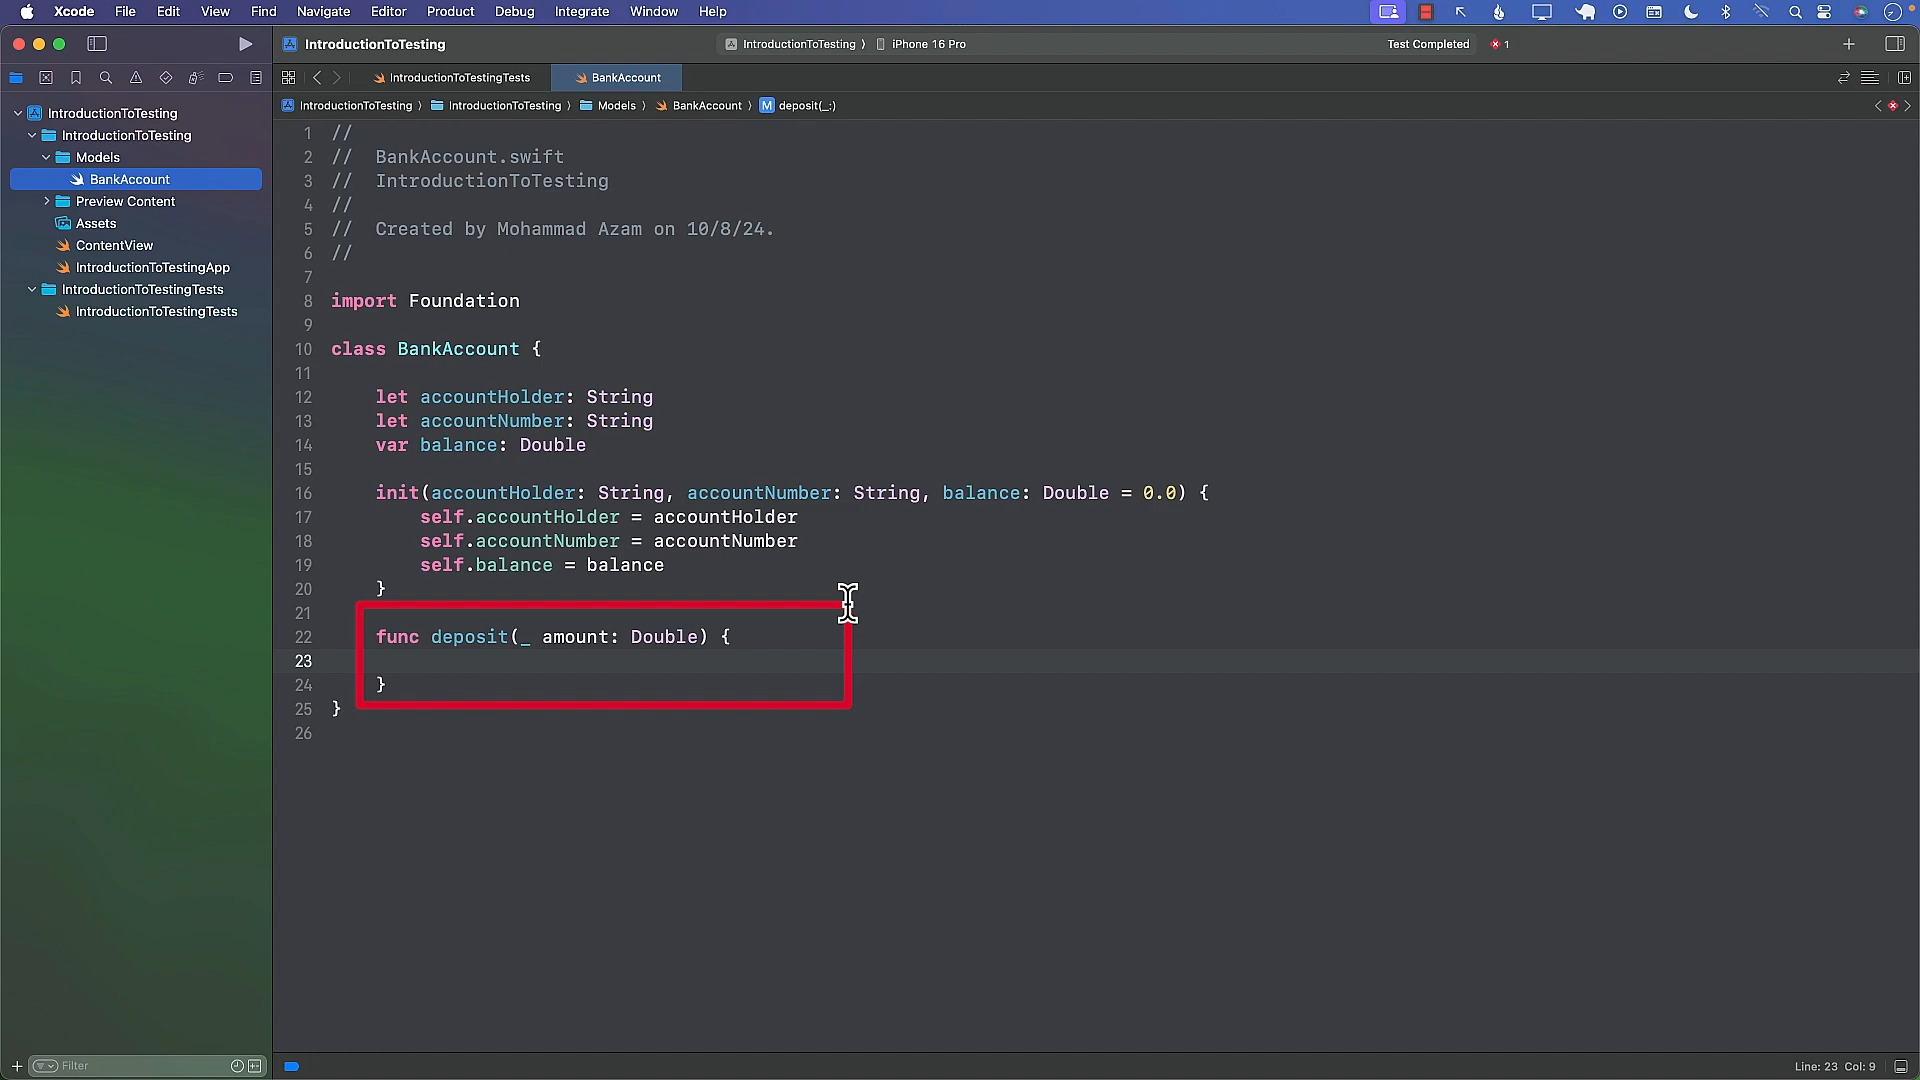 Xcode File Edit View Find Navigate Editor Product Debug Integrate Window Help
IntroductionToTesting
IntroductionToTesting ⟩ iPhone 16 Pro
Test Completed
1
IntroductionToTestingTests
BankAccount
IntroductionToTesting ⟩ IntroductionToTesting ⟩ Models ⟩ BankAccount ⟩ M deposit(_:)
IntroductionToTesting
IntroductionToTesting
Models
BankAccount
Preview Content
Assets
ContentView
IntroductionToTestingApp
IntroductionToTestingTests
IntroductionToTestingTests
Filter
1 //
2 //  BankAccount.swift
3 //  IntroductionToTesting
4 //
5 //  Created by Mohammad Azam on 10/8/24.
6 //
7
8 import Foundation
9
10 class BankAccount {
11
12     let accountHolder: String
13     let accountNumber: String
14     var balance: Double
15
16     init(accountHolder: String, accountNumber: String, balance: Double = 0.0) {
17         self.accountHolder = accountHolder
18         self.accountNumber = accountNumber
19         self.balance = balance
20     }
21
22     func deposit(_ amount: Double) {
23
24     }
25 }
26
Line: 23 Col: 9